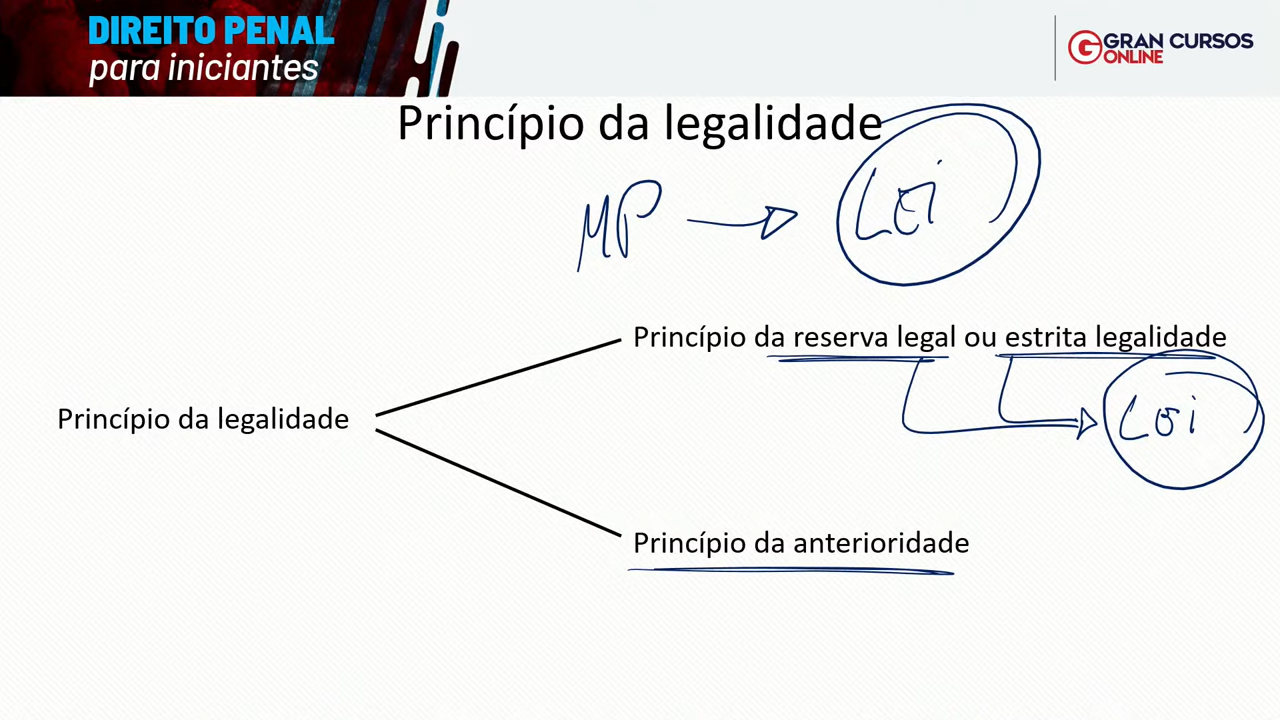 DIREITO PENAL
para iniciantes
GRAN CURSOS
ONLINE
Princípio da legalidade
MP → LEi
Princípio da reserva legal ou estrita legalidade
Princípio da legalidade
LEi
Princípio da anterioridade